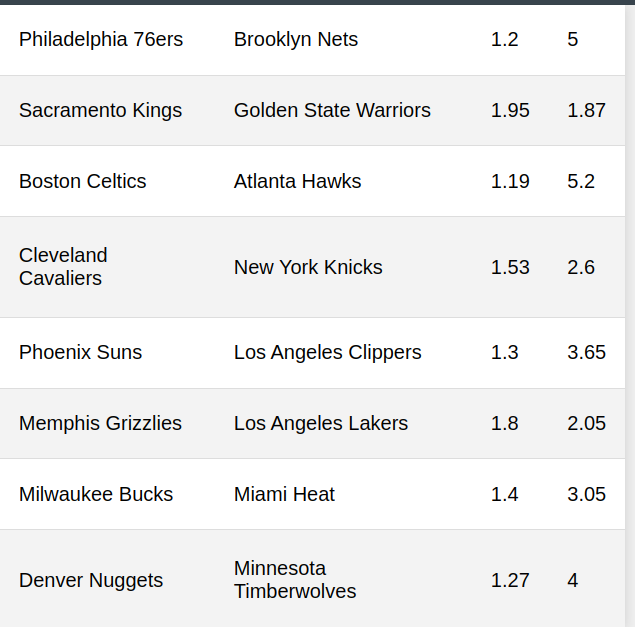 Philadelphia 76ers Brooklyn Nets 1.2 5
Sacramento Kings Golden State Warriors 1.95 1.87
Boston Celtics Atlanta Hawks 1.19 5.2
Cleveland
Cavaliers New York Knicks 1.53 2.6
Phoenix Suns Los Angeles Clippers 1.3 3.65
Memphis Grizzlies Los Angeles Lakers 1.8 2.05
Milwaukee Bucks Miami Heat 1.4 3.05
Denver Nuggets Minnesota
Timberwolves 1.27 4